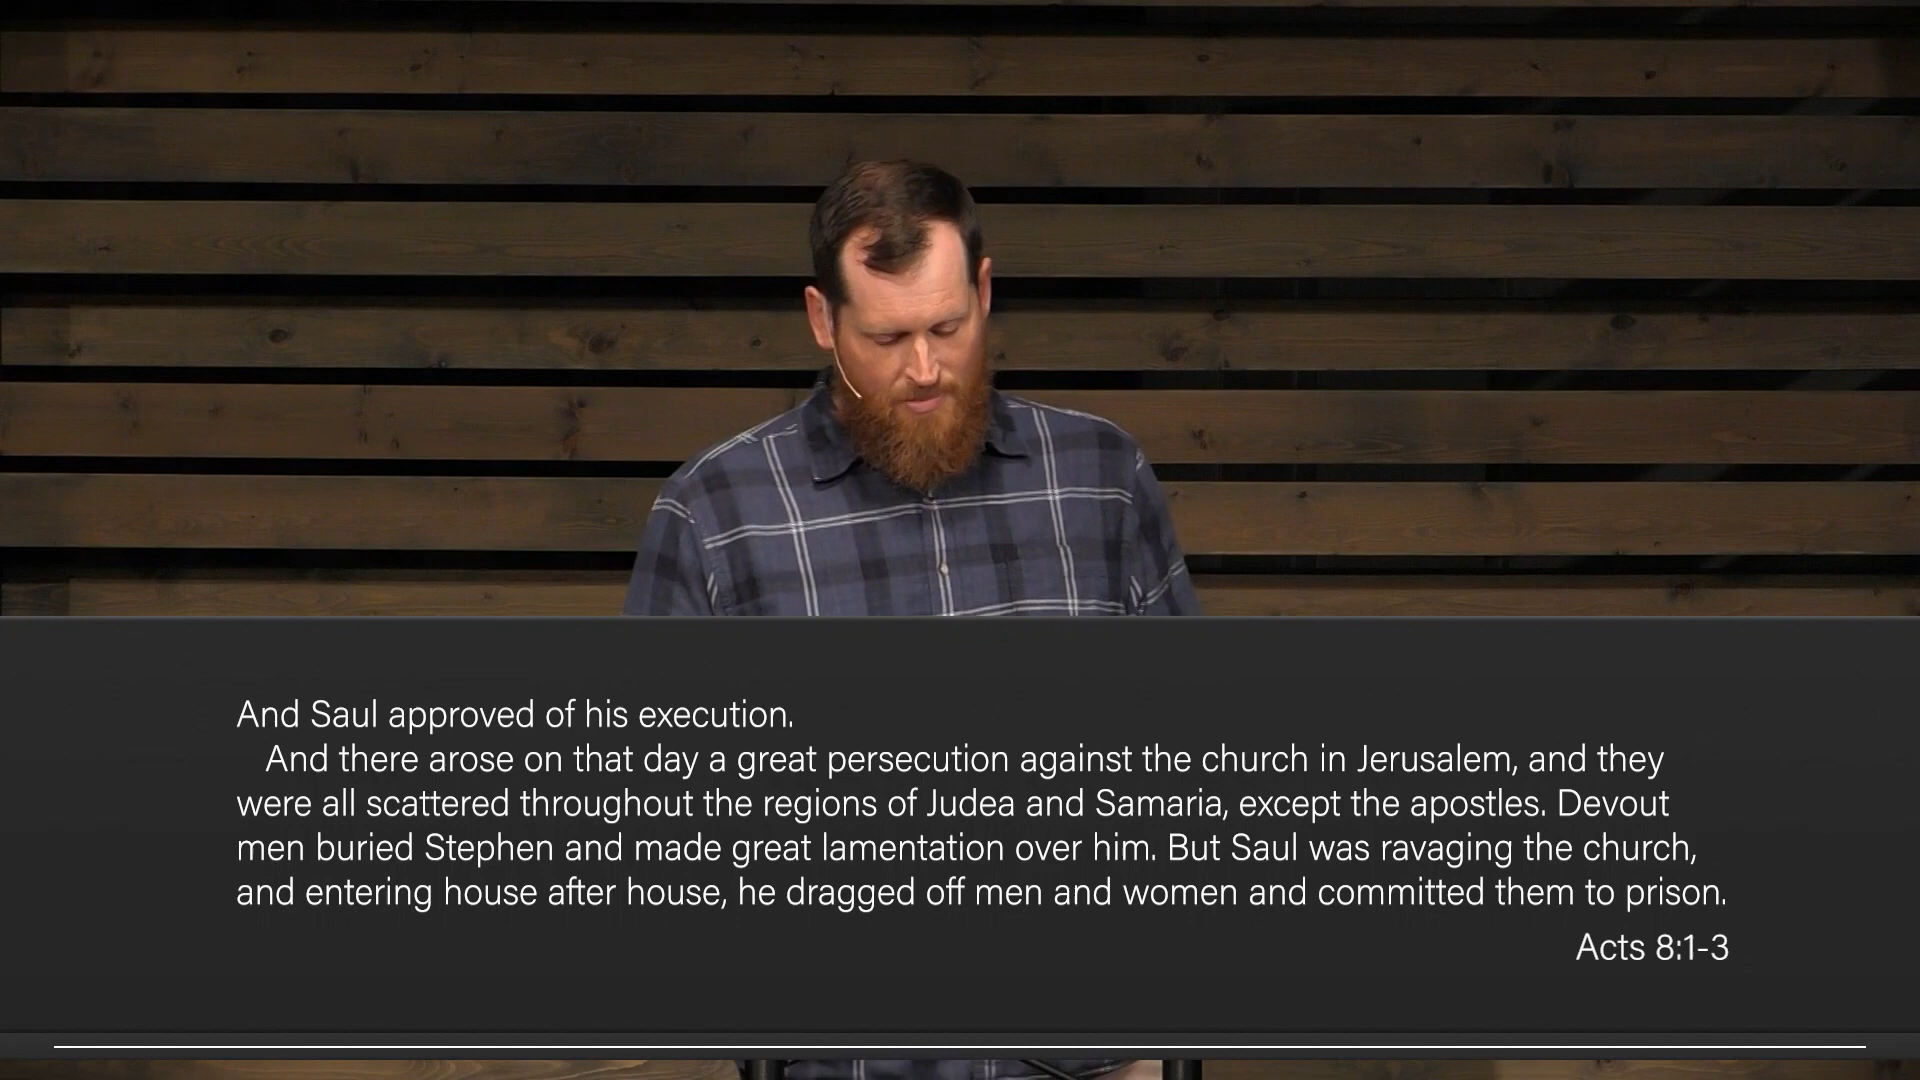 And Saul approved of his execution.
And there arose on that day a great persecution against the church in Jerusalem, and they
were all scattered throughout the regions of Judea and Samaria, except the apostles. Devout
men buried Stephen and made great lamentation over him. But Saul was ravaging the church,
and entering house after house, he dragged off men and women and committed them to prison.
Acts 8:1-3